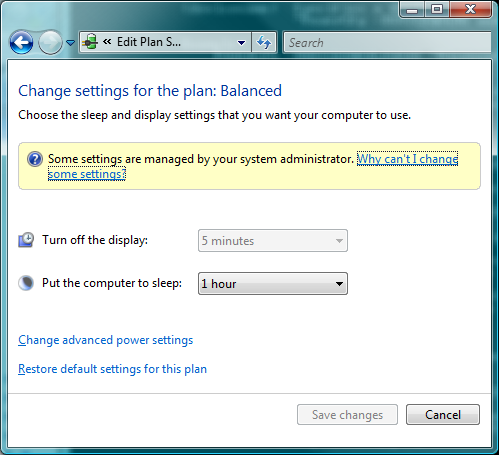 « Edit Plan S...
Search
Change settings for the plan: Balanced
Choose the sleep and display settings that you want your computer to use.
Some settings are managed by your system administrator. Why can't I change
some settings?
Turn off the display: 5 minutes
Put the computer to sleep: 1 hour
Change advanced power settings
Restore default settings for this plan
Save changes Cancel